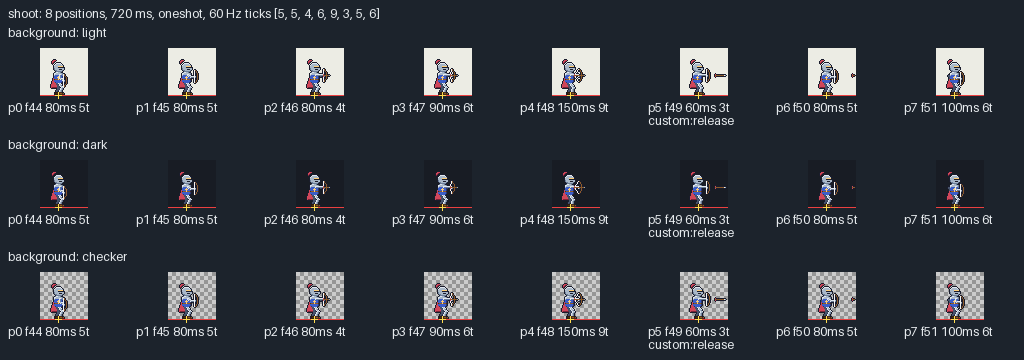 shoot: 8 positions, 720 ms, oneshot, 60 Hz ticks [5, 5, 4, 6, 9, 3, 5, 6]
background: light
p0 f44 80ms 5t p1 f45 80ms 5t p2 f46 80ms 4t p3 f47 90ms 6t p4 f48 150ms 9t p5 f49 60ms 3t p6 f50 80ms 5t p7 f51 100ms 6t
custom:release
background: dark
p0 f44 80ms 5t p1 f45 80ms 5t p2 f46 80ms 4t p3 f47 90ms 6t p4 f48 150ms 9t p5 f49 60ms 3t p6 f50 80ms 5t p7 f51 100ms 6t
custom:release
background: checker
p0 f44 80ms 5t p1 f45 80ms 5t p2 f46 80ms 4t p3 f47 90ms 6t p4 f48 150ms 9t p5 f49 60ms 3t p6 f50 80ms 5t p7 f51 100ms 6t
custom:release